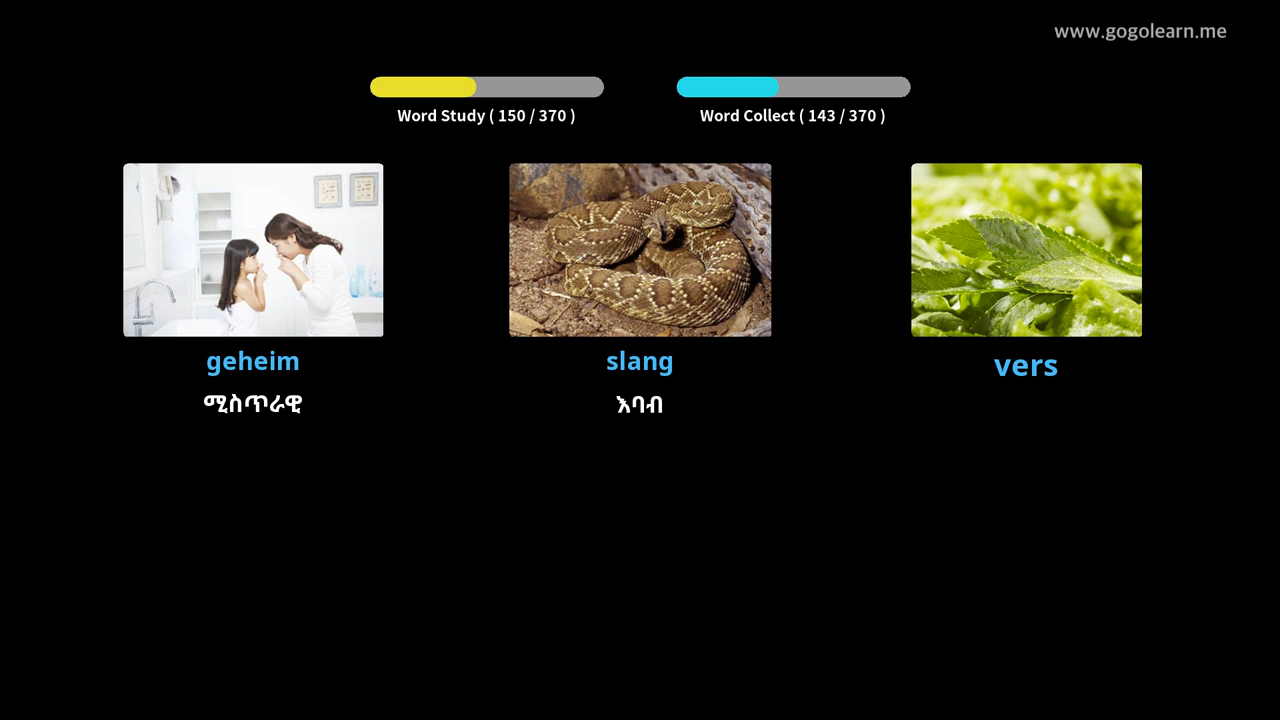 www.gogolearn.me
Word Study ( 150 / 370 )
Word Collect ( 143 / 370 )
geheim
slang
vers
ሚስጥራዊ
እባብ